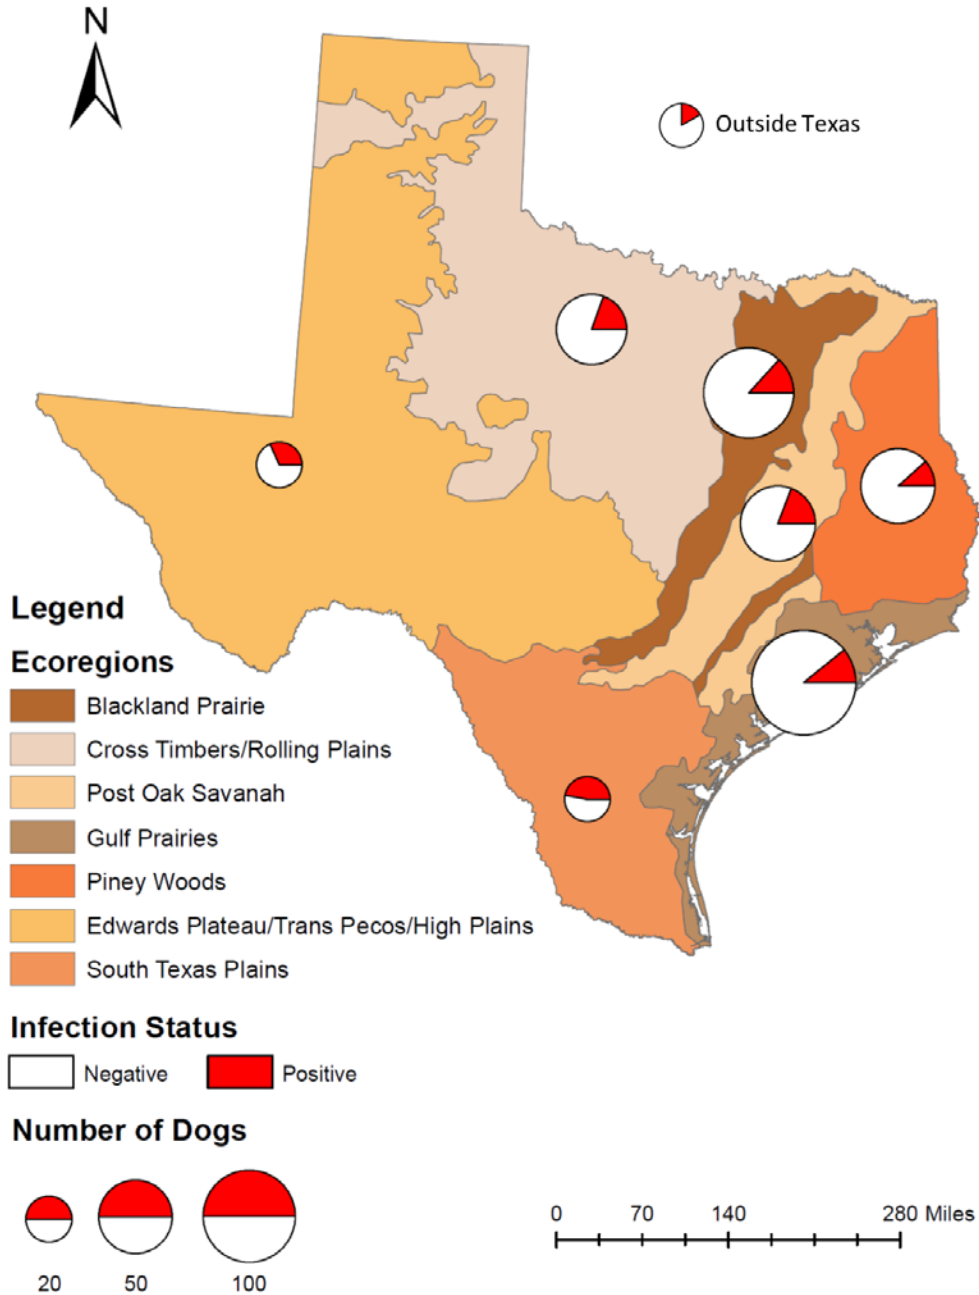 N
Outside Texas
Legend
Ecoregions
Blackland Prairie
Cross Timbers/Rolling Plains
Post Oak Savanah
Gulf Prairies
Piney Woods
Edwards Plateau/Trans Pecos/High Plains
South Texas Plains
Infection Status
Negative Positive
Number of Dogs
20 50 100
0 70 140 280 Miles